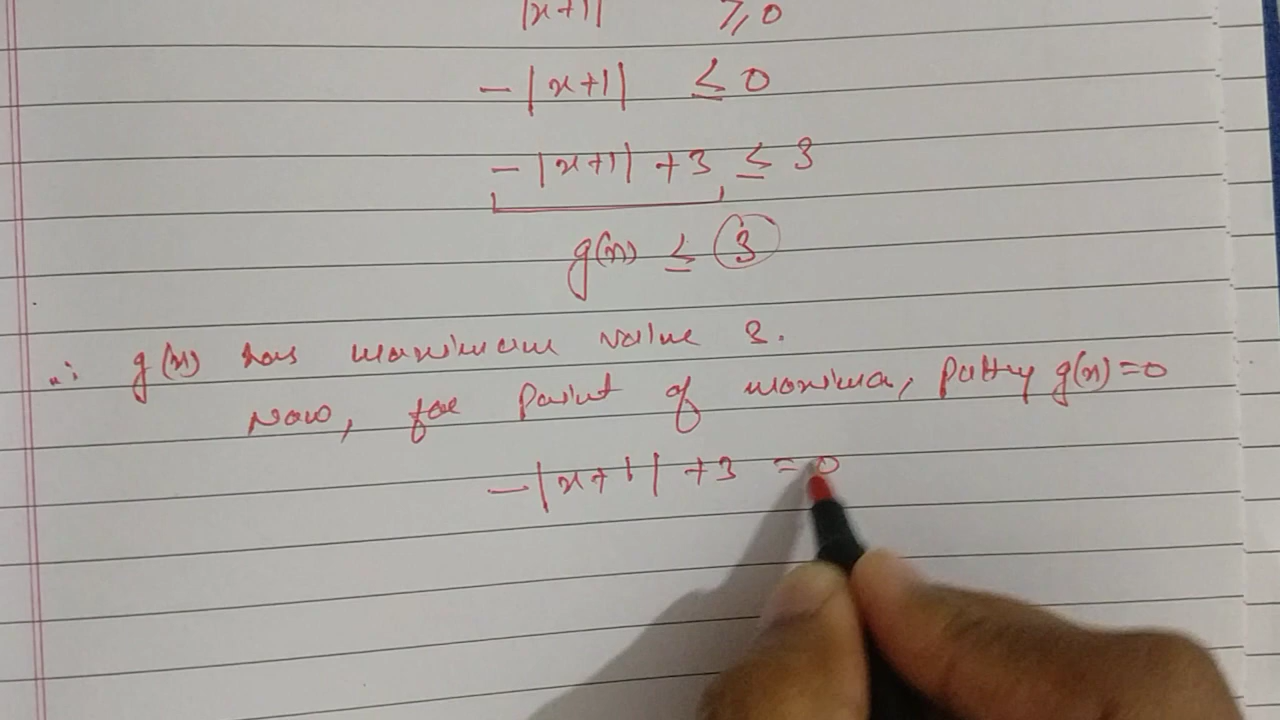 |x+1| ≥ 0
-|x+1| ≤ 0
-|x+1| +3 ≤ 3
g(x) ≤ 3
∴ g(x) has maximum value 3.
Now, for point of maxima, putting g(x)=0
-|x+1| +3 =0